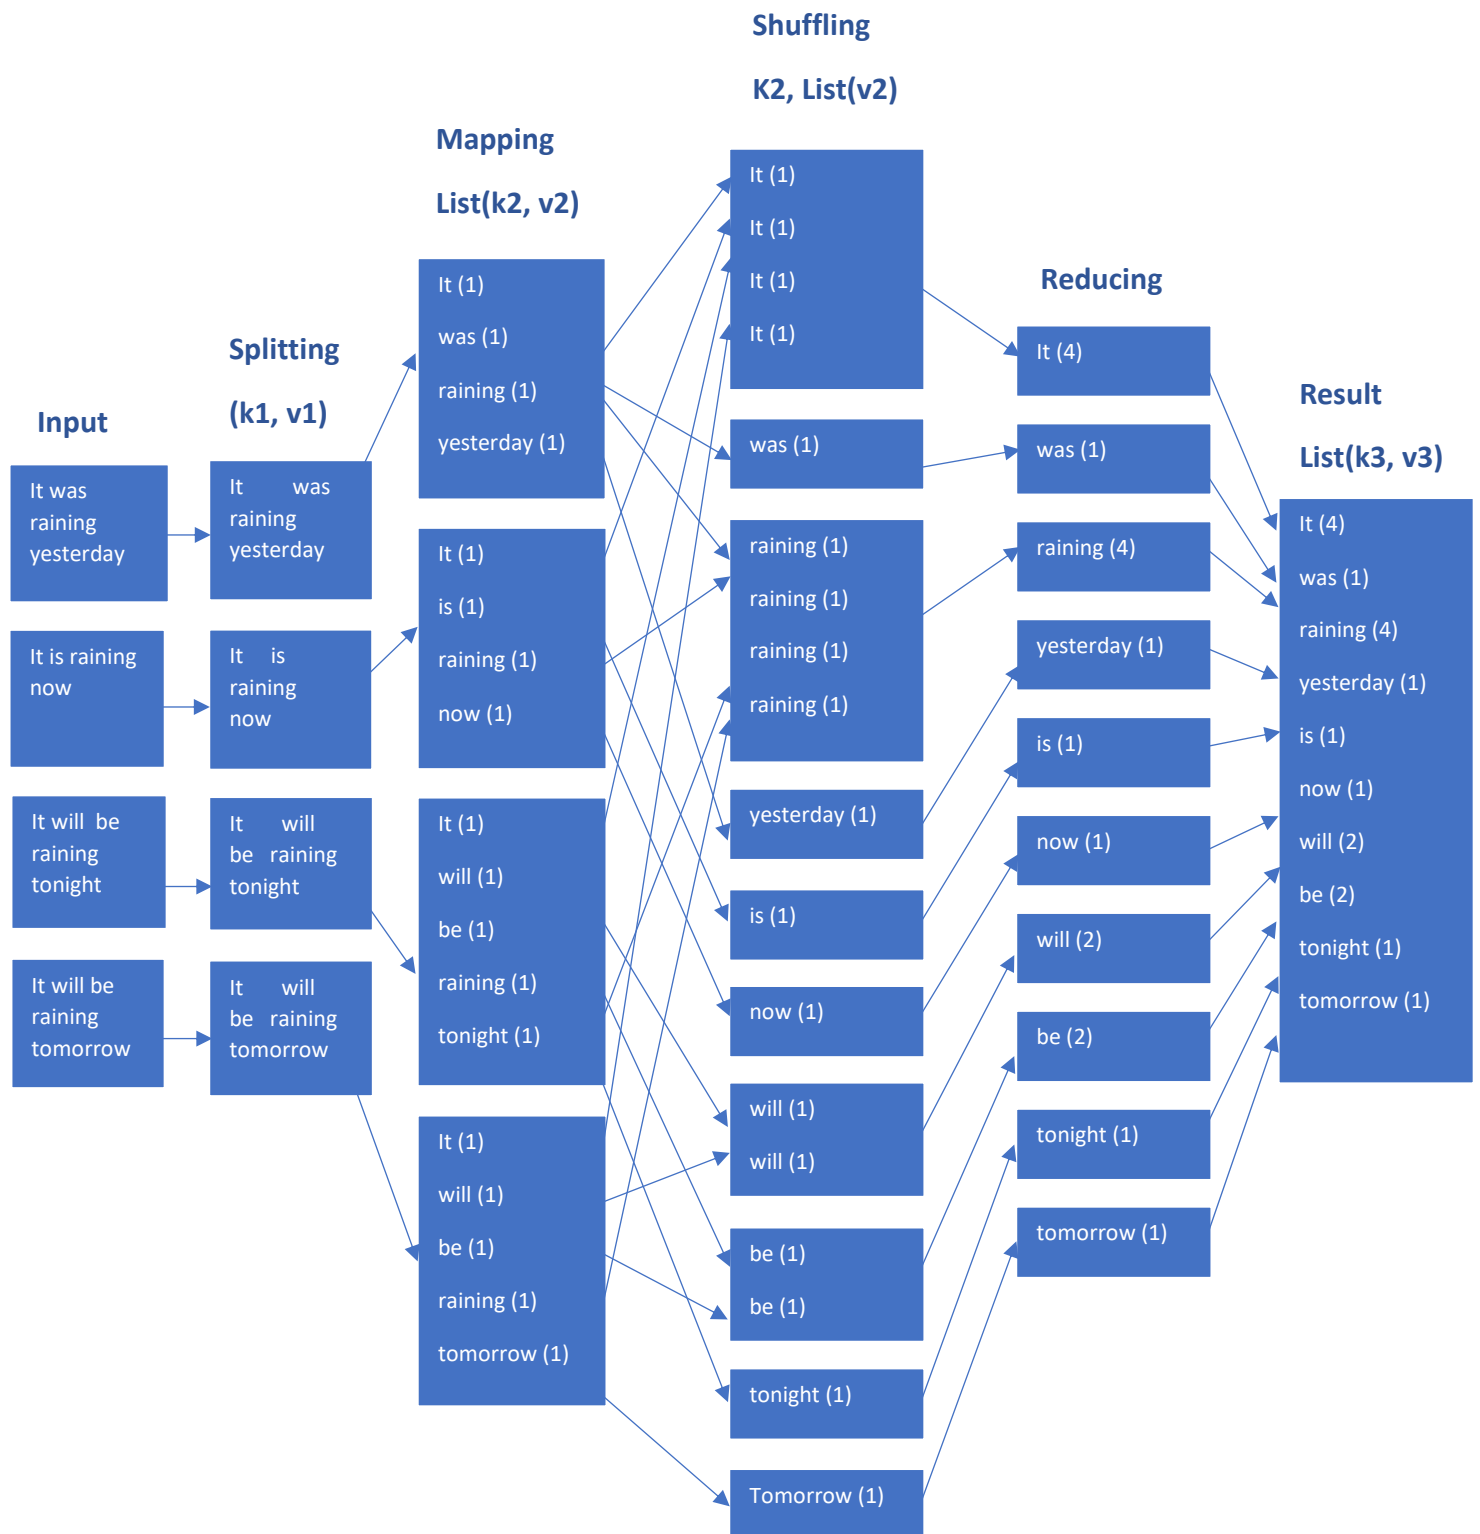 Input
It was
raining
yesterday
It is raining
now
It will  be
raining
tonight
It will be
raining
tomorrow
Splitting
(k1, v1)
It was
raining
yesterday
It is
raining
now
It will
be raining
tonight
It will
be raining
tomorrow
Mapping
List(k2, v2)
It (1)
was (1)
raining (1)
yesterday (1)
It (1)
is (1)
raining (1)
now (1)
It (1)
will (1)
be (1)
raining (1)
tonight (1)
It (1)
will (1)
be (1)
raining (1)
tomorrow (1)
Shuffling
K2, List(v2)
It (1)
It (1)
It (1)
It (1)
was (1)
raining (1)
raining (1)
raining (1)
raining (1)
yesterday (1)
is (1)
now (1)
will (1)
will (1)
be (1)
be (1)
tonight (1)
Tomorrow (1)
Reducing
It (4)
was (1)
raining (4)
yesterday (1)
is (1)
now (1)
will (2)
be (2)
tonight (1)
tomorrow (1)
Result
List(k3, v3)
It (4)
was (1)
raining (4)
yesterday (1)
is (1)
now (1)
will (2)
be (2)
tonight (1)
tomorrow (1)